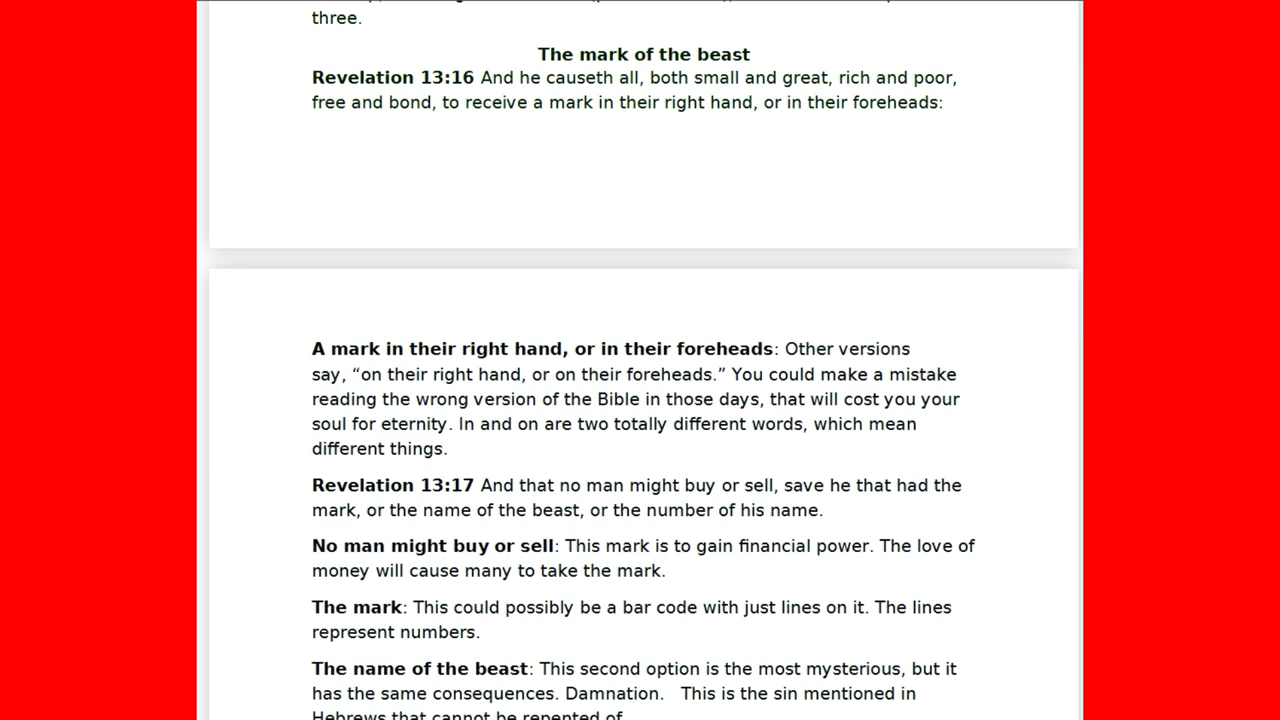 three.
The mark of the beast
Revelation 13:16 And he causeth all, both small and great, rich and poor,
free and bond, to receive a mark in their right hand, or in their foreheads:
A mark in their right hand, or in their foreheads: Other versions
say, “on their right hand, or on their foreheads.” You could make a mistake
reading the wrong version of the Bible in those days, that will cost you your
soul for eternity. In and on are two totally different words, which mean
different things.
Revelation 13:17 And that no man might buy or sell, save he that had the
mark, or the name of the beast, or the number of his name.
No man might buy or sell: This mark is to gain financial power. The love of
money will cause many to take the mark.
The mark: This could possibly be a bar code with just lines on it. The lines
represent numbers.
The name of the beast: This second option is the most mysterious, but it
has the same consequences. Damnation.   This is the sin mentioned in
Hebrews that cannot be repented of